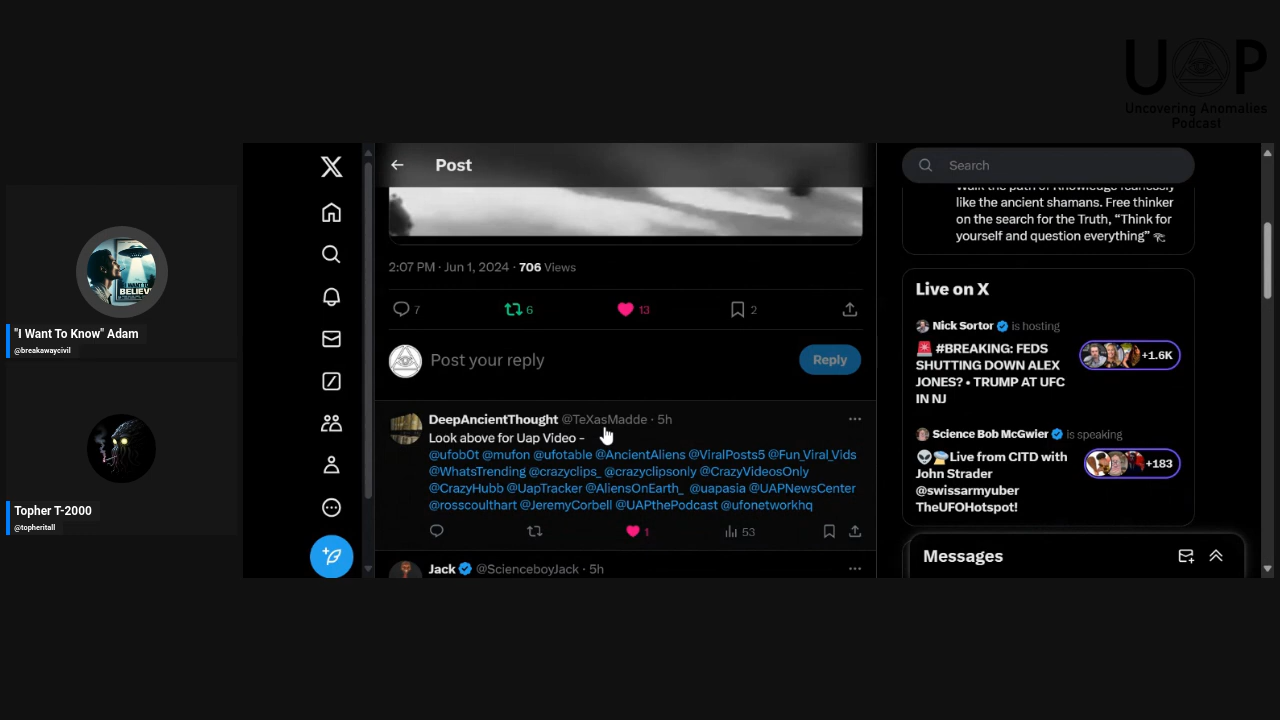 UAP
Uncovering Anomalies
Podcast
"I Want To Know" Adam
@breakawaycivil
Topher T-2000
@topheritall
Post
2:07 PM · Jun 1, 2024 · 706 Views
7
6
13
2
Post your reply
Reply
DeepAncientThought @TeXasMadde · 5h
Look above for Uap Video -
@ufob0t @mufon @ufotable @AncientAliens @ViralPosts5 @Fun_Viral_Vids
@WhatsTrending @crazyclips_ @crazyclipsonly @CrazyVideosOnly
@CrazyHubb @UapTracker @AliensOnEarth_ @uapasia @UAPNewsCenter
@rosscoulthart @JeremyCorbell @UAPthePodcast @ufonetworkhq
1
53
Jack @ScienceboyJack · 5h
Search
Walk the path of Knowledge fearlessly
like the ancient shamans. Free thinker
on the search for the Truth, “Think for
yourself and question everything”
Live on X
Nick Sortor is hosting
#BREAKING: FEDS
SHUTTING DOWN ALEX
JONES? • TRUMP AT UFC
IN NJ
+1.6K
Science Bob McGwier is speaking
Live from CITD with
John Strader
@swissarmyuber
TheUFOHotspot!
+183
Messages